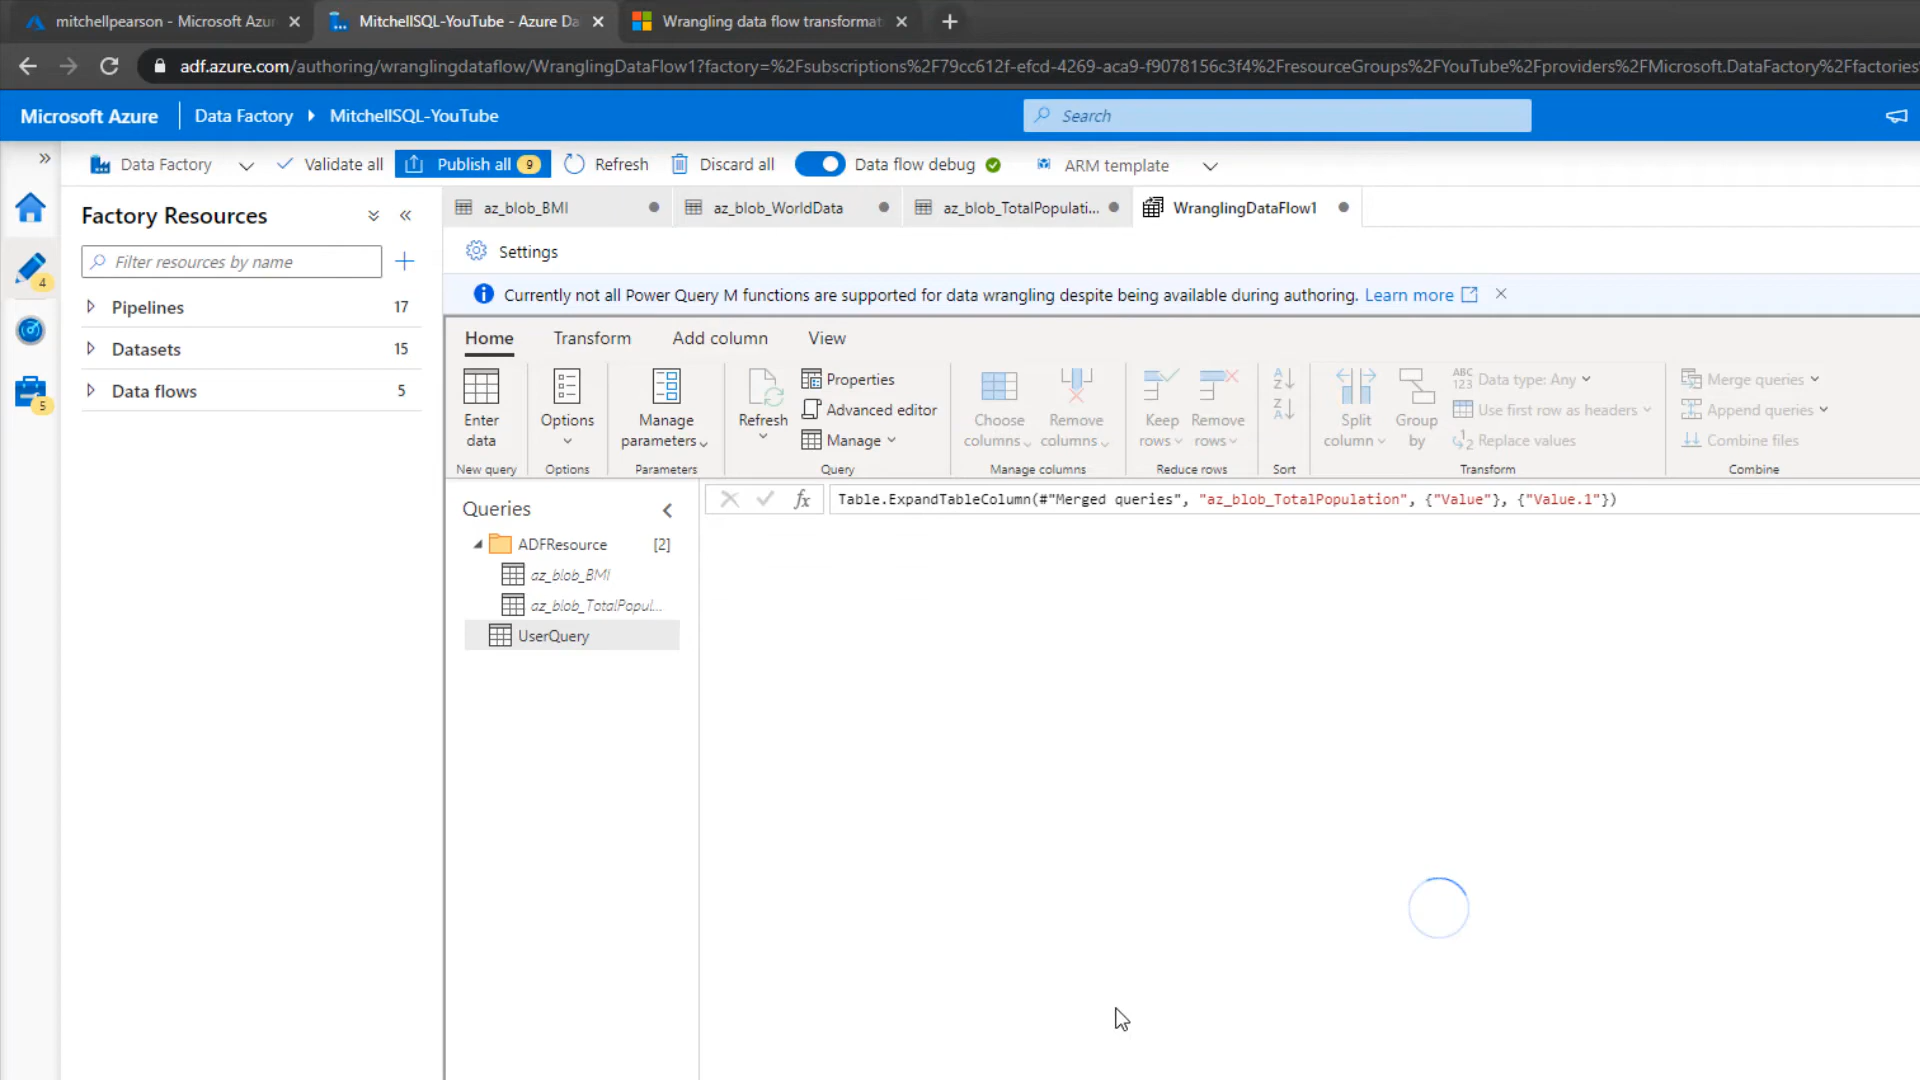 mitchellpearson - Microsoft Azur
MitchellSQL-YouTube - Azure Da
Wrangling data flow transformat
adf.azure.com/authoring/wranglingdataflow/WranglingDataFlow1?factory=%2Fsubscriptions%2F79cc612f-efcd-4269-aca9-f9078156c3f4%2FresourceGroups%2FYouTube%2Fproviders%2FMicrosoft.DataFactory%2Ffactories
Microsoft Azure
Data Factory
MitchellSQL-YouTube
Search
Data Factory
Validate all
Publish all 9
Refresh
Discard all
Data flow debug
ARM template
Factory Resources
az_blob_BMI
az_blob_WorldData
az_blob_TotalPopulati...
WranglingDataFlow1
Filter resources by name
Settings
4
Currently not all Power Query M functions are supported for data wrangling despite being available during authoring. Learn more
Pipelines 17
Datasets 15
Data flows 5
5
Home
Transform
Add column
View
Enter
data
New query
Options
Options
Manage
parameters
Parameters
Refresh
Properties
Advanced editor
Manage
Query
Choose
columns
Remove
columns
Manage columns
Keep
rows
Remove
rows
Reduce rows
A
Z
Z
A
Sort
Split
column
Group
by
ABC
123
Data type: Any
Use first row as headers
1
2
Replace values
Transform
Merge queries
Append queries
Combine files
Combine
Queries
fx
Table.ExpandTableColumn(#"Merged queries", "az_blob_TotalPopulation", {"Value"}, {"Value.1"})
ADFResource [2]
az_blob_BMI
az_blob_TotalPopul...
UserQuery